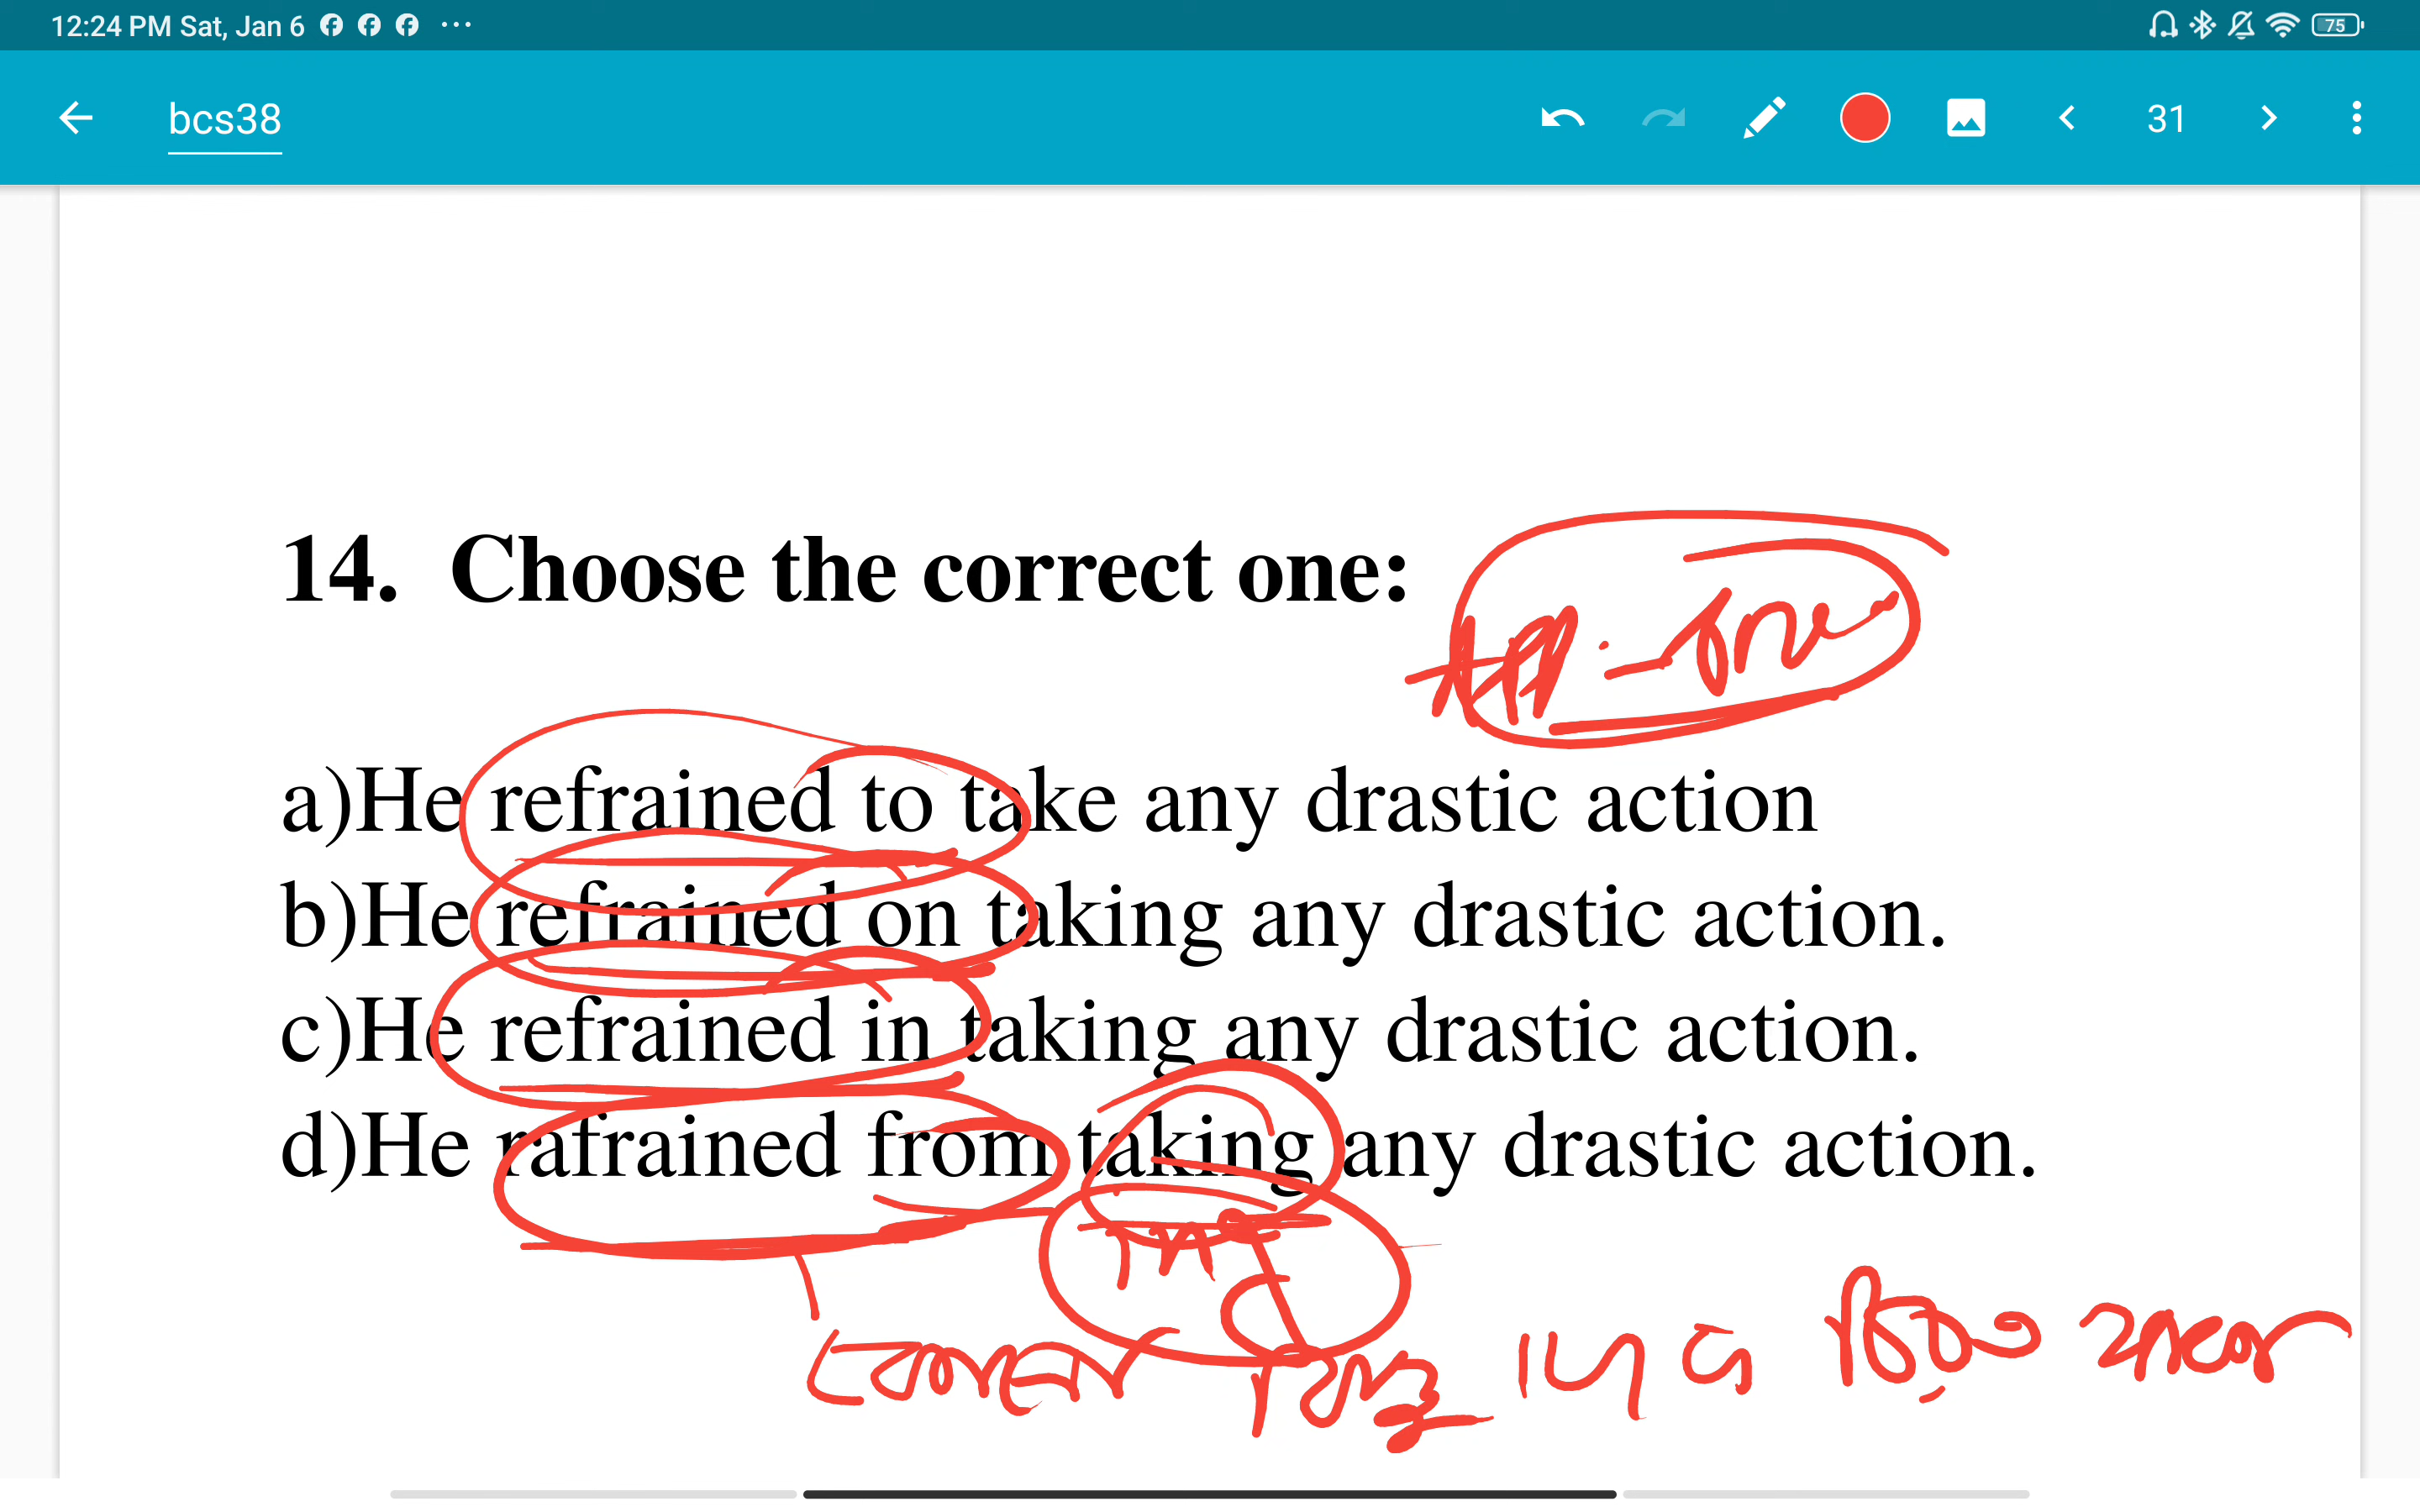 12:24 PM Sat, Jan 6
75
bcs38
31
14. Choose the correct one:
a)He refrained to take any drastic action
b)He refrained on taking any drastic action.
c)He refrained in taking any drastic action.
d)He rafrained from taking any drastic action.